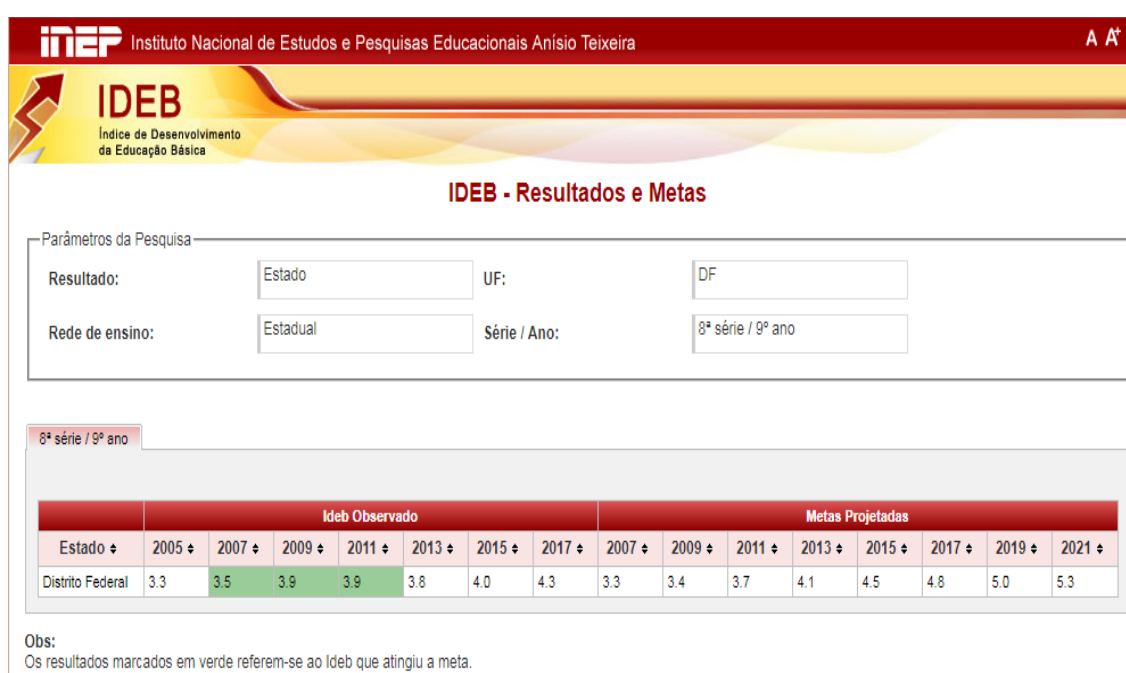 INEP Instituto Nacional de Estudos e Pesquisas Educacionais Anísio Teixeira A A+
IDEB
Índice de Desenvolvimento
da Educação Básica
IDEB - Resultados e Metas
Parâmetros da Pesquisa
Resultado: Estado UF: DF
Rede de ensino: Estadual Série / Ano: 8ª série / 9º ano
8ª série / 9º ano
Ideb Observado Metas Projetadas
Estado 2005 2007 2009 2011 2013 2015 2017 2007 2009 2011 2013 2015 2017 2019 2021
Distrito Federal 3.3 3.5 3.9 3.9 3.8 4.0 4.3 3.3 3.4 3.7 4.1 4.5 4.8 5.0 5.3
Obs:
Os resultados marcados em verde referem-se ao Ideb que atingiu a meta.